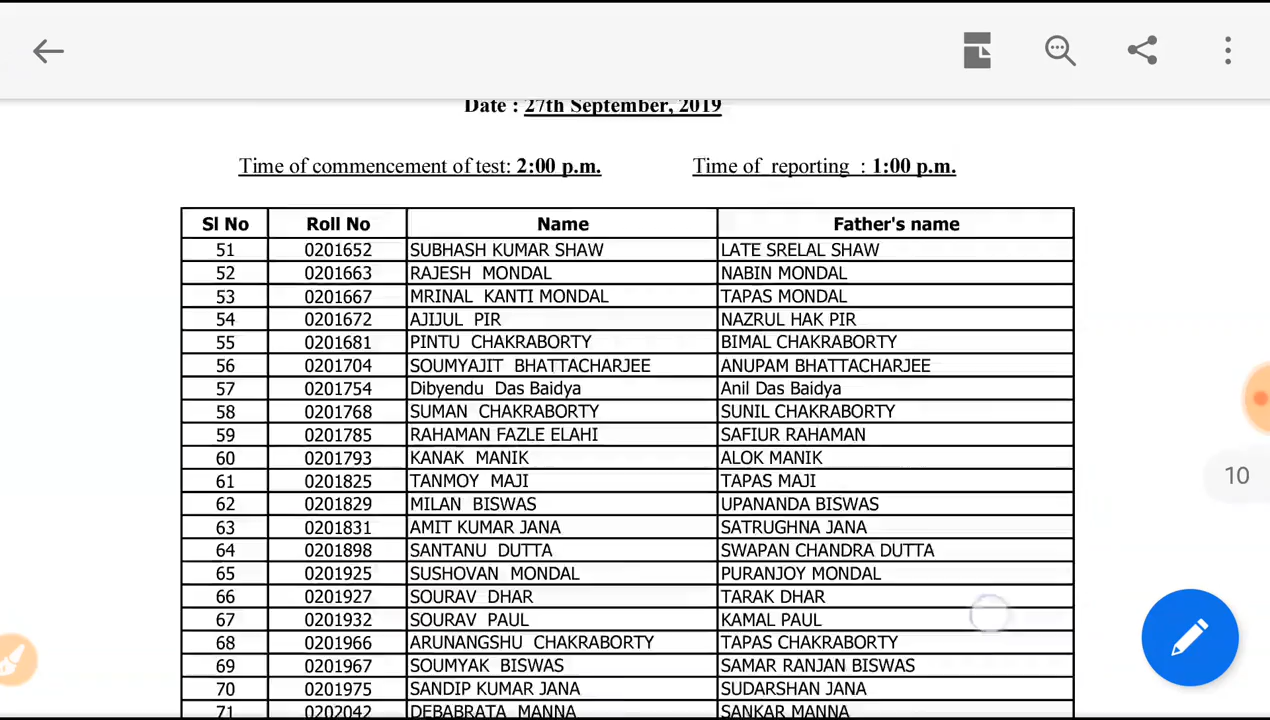 Date : 27th September, 2019
Time of commencement of test: 2:00 p.m. Time of reporting : 1:00 p.m.
Sl No Roll No Name Father's name
51 0201652 SUBHASH KUMAR SHAW LATE SRELAL SHAW
52 0201663 RAJESH MONDAL NABIN MONDAL
53 0201667 MRINAL KANTI MONDAL TAPAS MONDAL
54 0201672 AJIJUL PIR NAZRUL HAK PIR
55 0201681 PINTU CHAKRABORTY BIMAL CHAKRABORTY
56 0201704 SOUMYAJIT BHATTACHARJEE ANUPAM BHATTACHARJEE
57 0201754 Dibyendu Das Baidya Anil Das Baidya
58 0201768 SUMAN CHAKRABORTY SUNIL CHAKRABORTY
59 0201785 RAHAMAN FAZLE ELAHI SAFIUR RAHAMAN
60 0201793 KANAK MANIK ALOK MANIK
61 0201825 TANMOY MAJI TAPAS MAJI
62 0201829 MILAN BISWAS UPANANDA BISWAS
63 0201831 AMIT KUMAR JANA SATRUGHNA JANA
64 0201898 SANTANU DUTTA SWAPAN CHANDRA DUTTA
65 0201925 SUSHOVAN MONDAL PURANJOY MONDAL
66 0201927 SOURAV DHAR TARAK DHAR
67 0201932 SOURAV PAUL KAMAL PAUL
68 0201966 ARUNANGSHU CHAKRABORTY TAPAS CHAKRABORTY
69 0201967 SOUMYAK BISWAS SAMAR RANJAN BISWAS
70 0201975 SANDIP KUMAR JANA SUDARSHAN JANA
71 0202042 DEBABRATA MANNA SANKAR MANNA
10